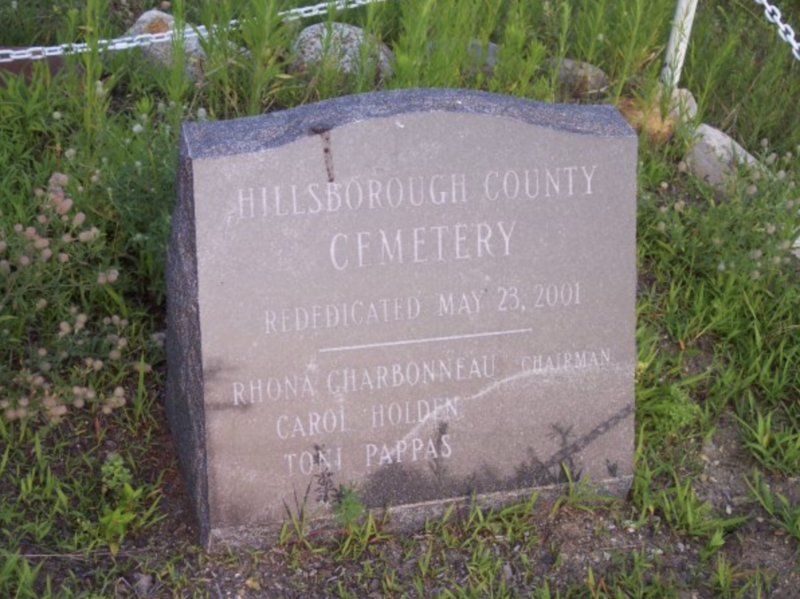 HILLSBOROUGH COUNTY
CEMETERY
REDEDICATED MAY 23, 2001
RHONA CHARBONNEAU CHAIRMAN
CAROL HOLDEN
TONI PAPPAS